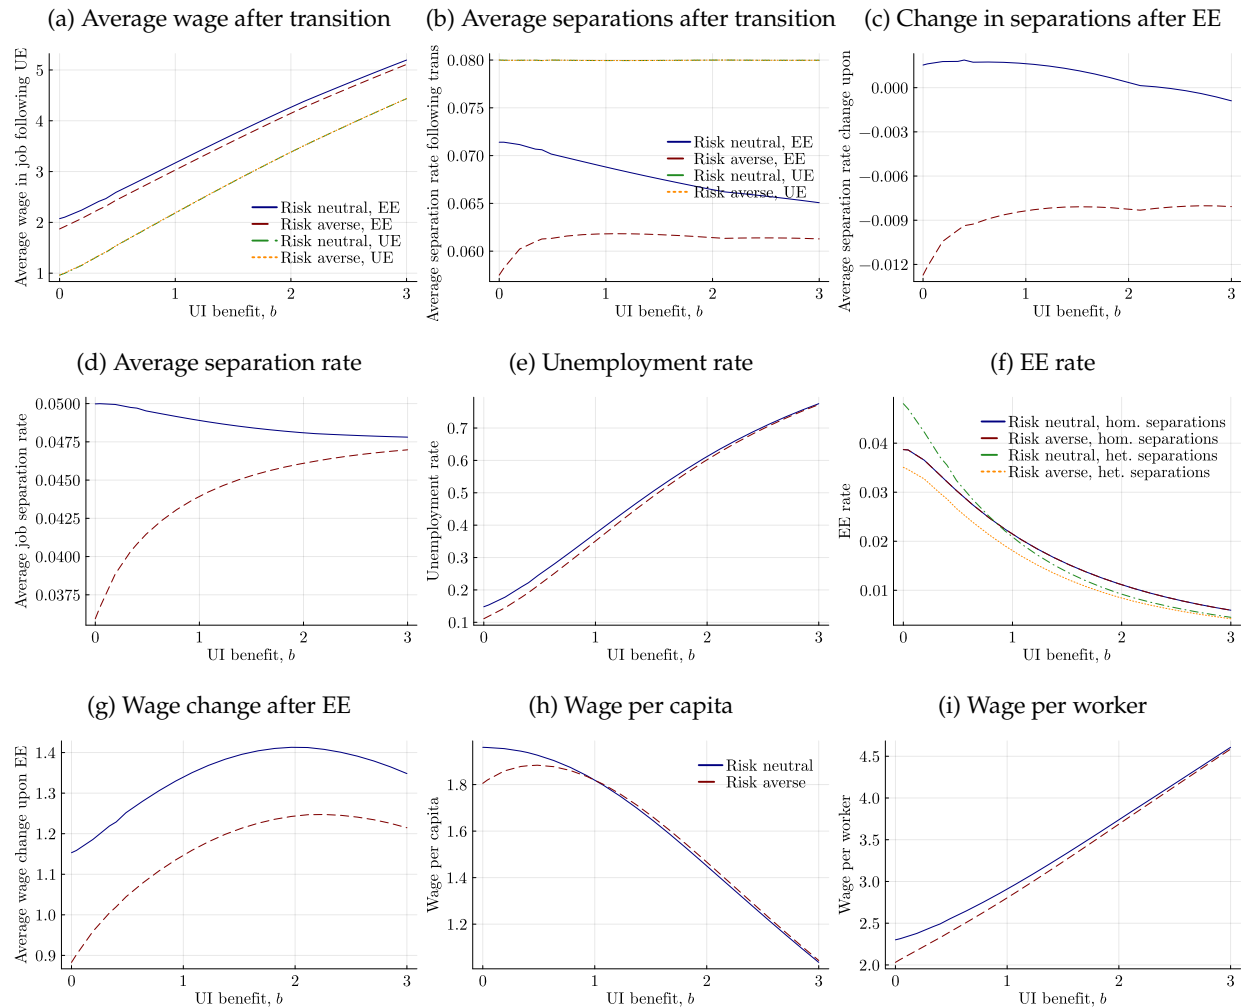 (a) Average wage after transition
Average wage in job following UE
5
4
3
2
1
Risk neutral, EE
Risk averse, EE
Risk neutral, UE
Risk averse, UE
0 1 2 3
UI benefit, b
(b) Average separations after transition
Average separation rate following trans
0.080
0.075
0.070
0.065
0.060
Risk neutral, EE
Risk averse, EE
Risk neutral, UE
Risk averse, UE
0 1 2 3
UI benefit, b
(c) Change in separations after EE
Average separation rate change upon
0.000
−0.003
−0.006
−0.009
−0.012
0 1 2 3
UI benefit, b
(d) Average separation rate
Average job separation rate
0.0500
0.0475
0.0450
0.0425
0.0400
0.0375
0 1 2 3
UI benefit, b
(e) Unemployment rate
Unemployment rate
0.7
0.6
0.5
0.4
0.3
0.2
0.1
0 1 2 3
UI benefit, b
(f) EE rate
EE rate
0.04
0.03
0.02
0.01
Risk neutral, hom. separations
Risk averse, hom. separations
Risk neutral, het. separations
Risk averse, het. separations
0 1 2 3
UI benefit, b
(g) Wage change after EE
Average wage change upon EE
1.4
1.3
1.2
1.1
1.0
0.9
0 1 2 3
UI benefit, b
(h) Wage per capita
Wage per capita
1.8
1.6
1.4
1.2
Risk neutral
Risk averse
0 1 2 3
UI benefit, b
(i) Wage per worker
Wage per worker
4.5
4.0
3.5
3.0
2.5
2.0
0 1 2 3
UI benefit, b